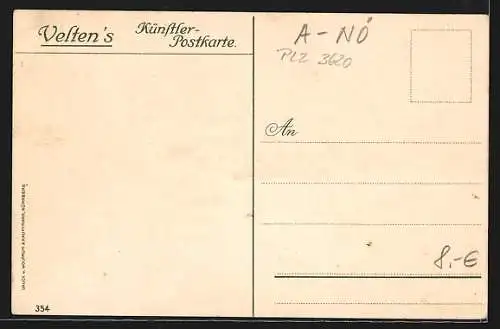 Velten's
Künstler-
Postkarte.
A-NÖ
PLZ 3620
An
8,-€
354